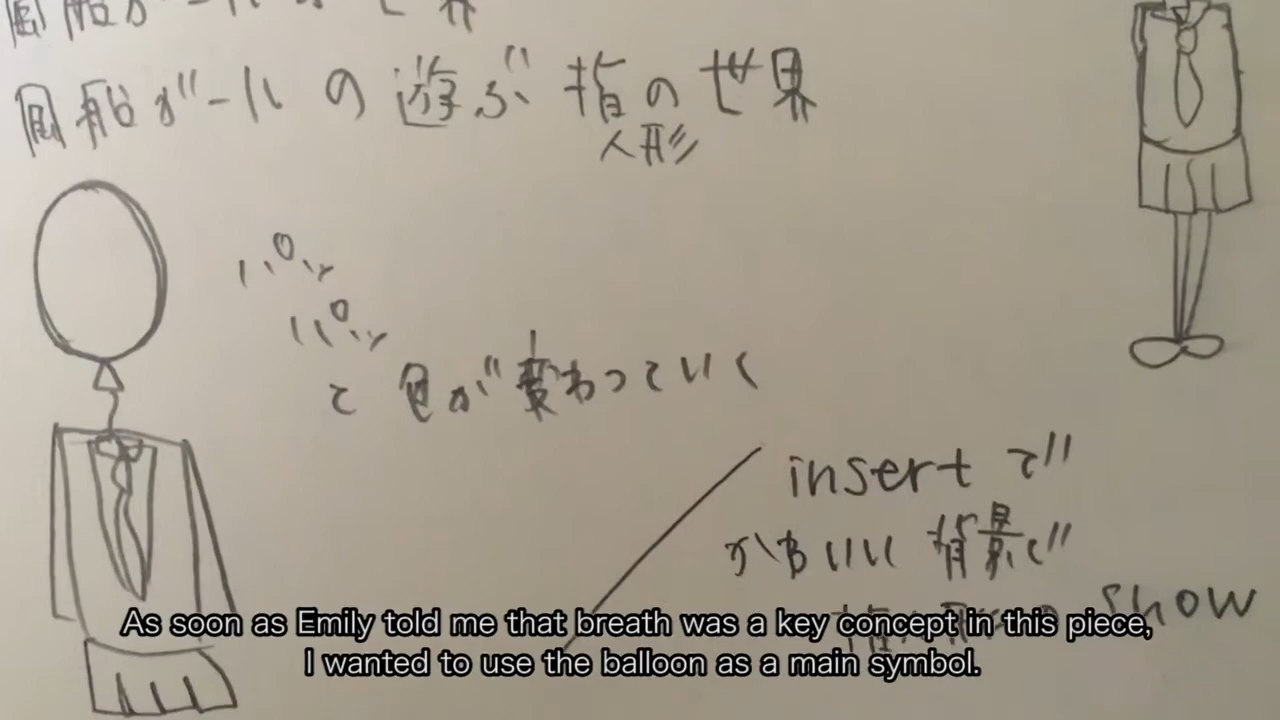 風船ガールの遊ぶ指の世界
人形
パッ
パッ
と色が変わっていく
insertで
かわいい背景で
show
As soon as Emily told me that breath was a key concept in this piece,
I wanted to use the balloon as a main symbol.